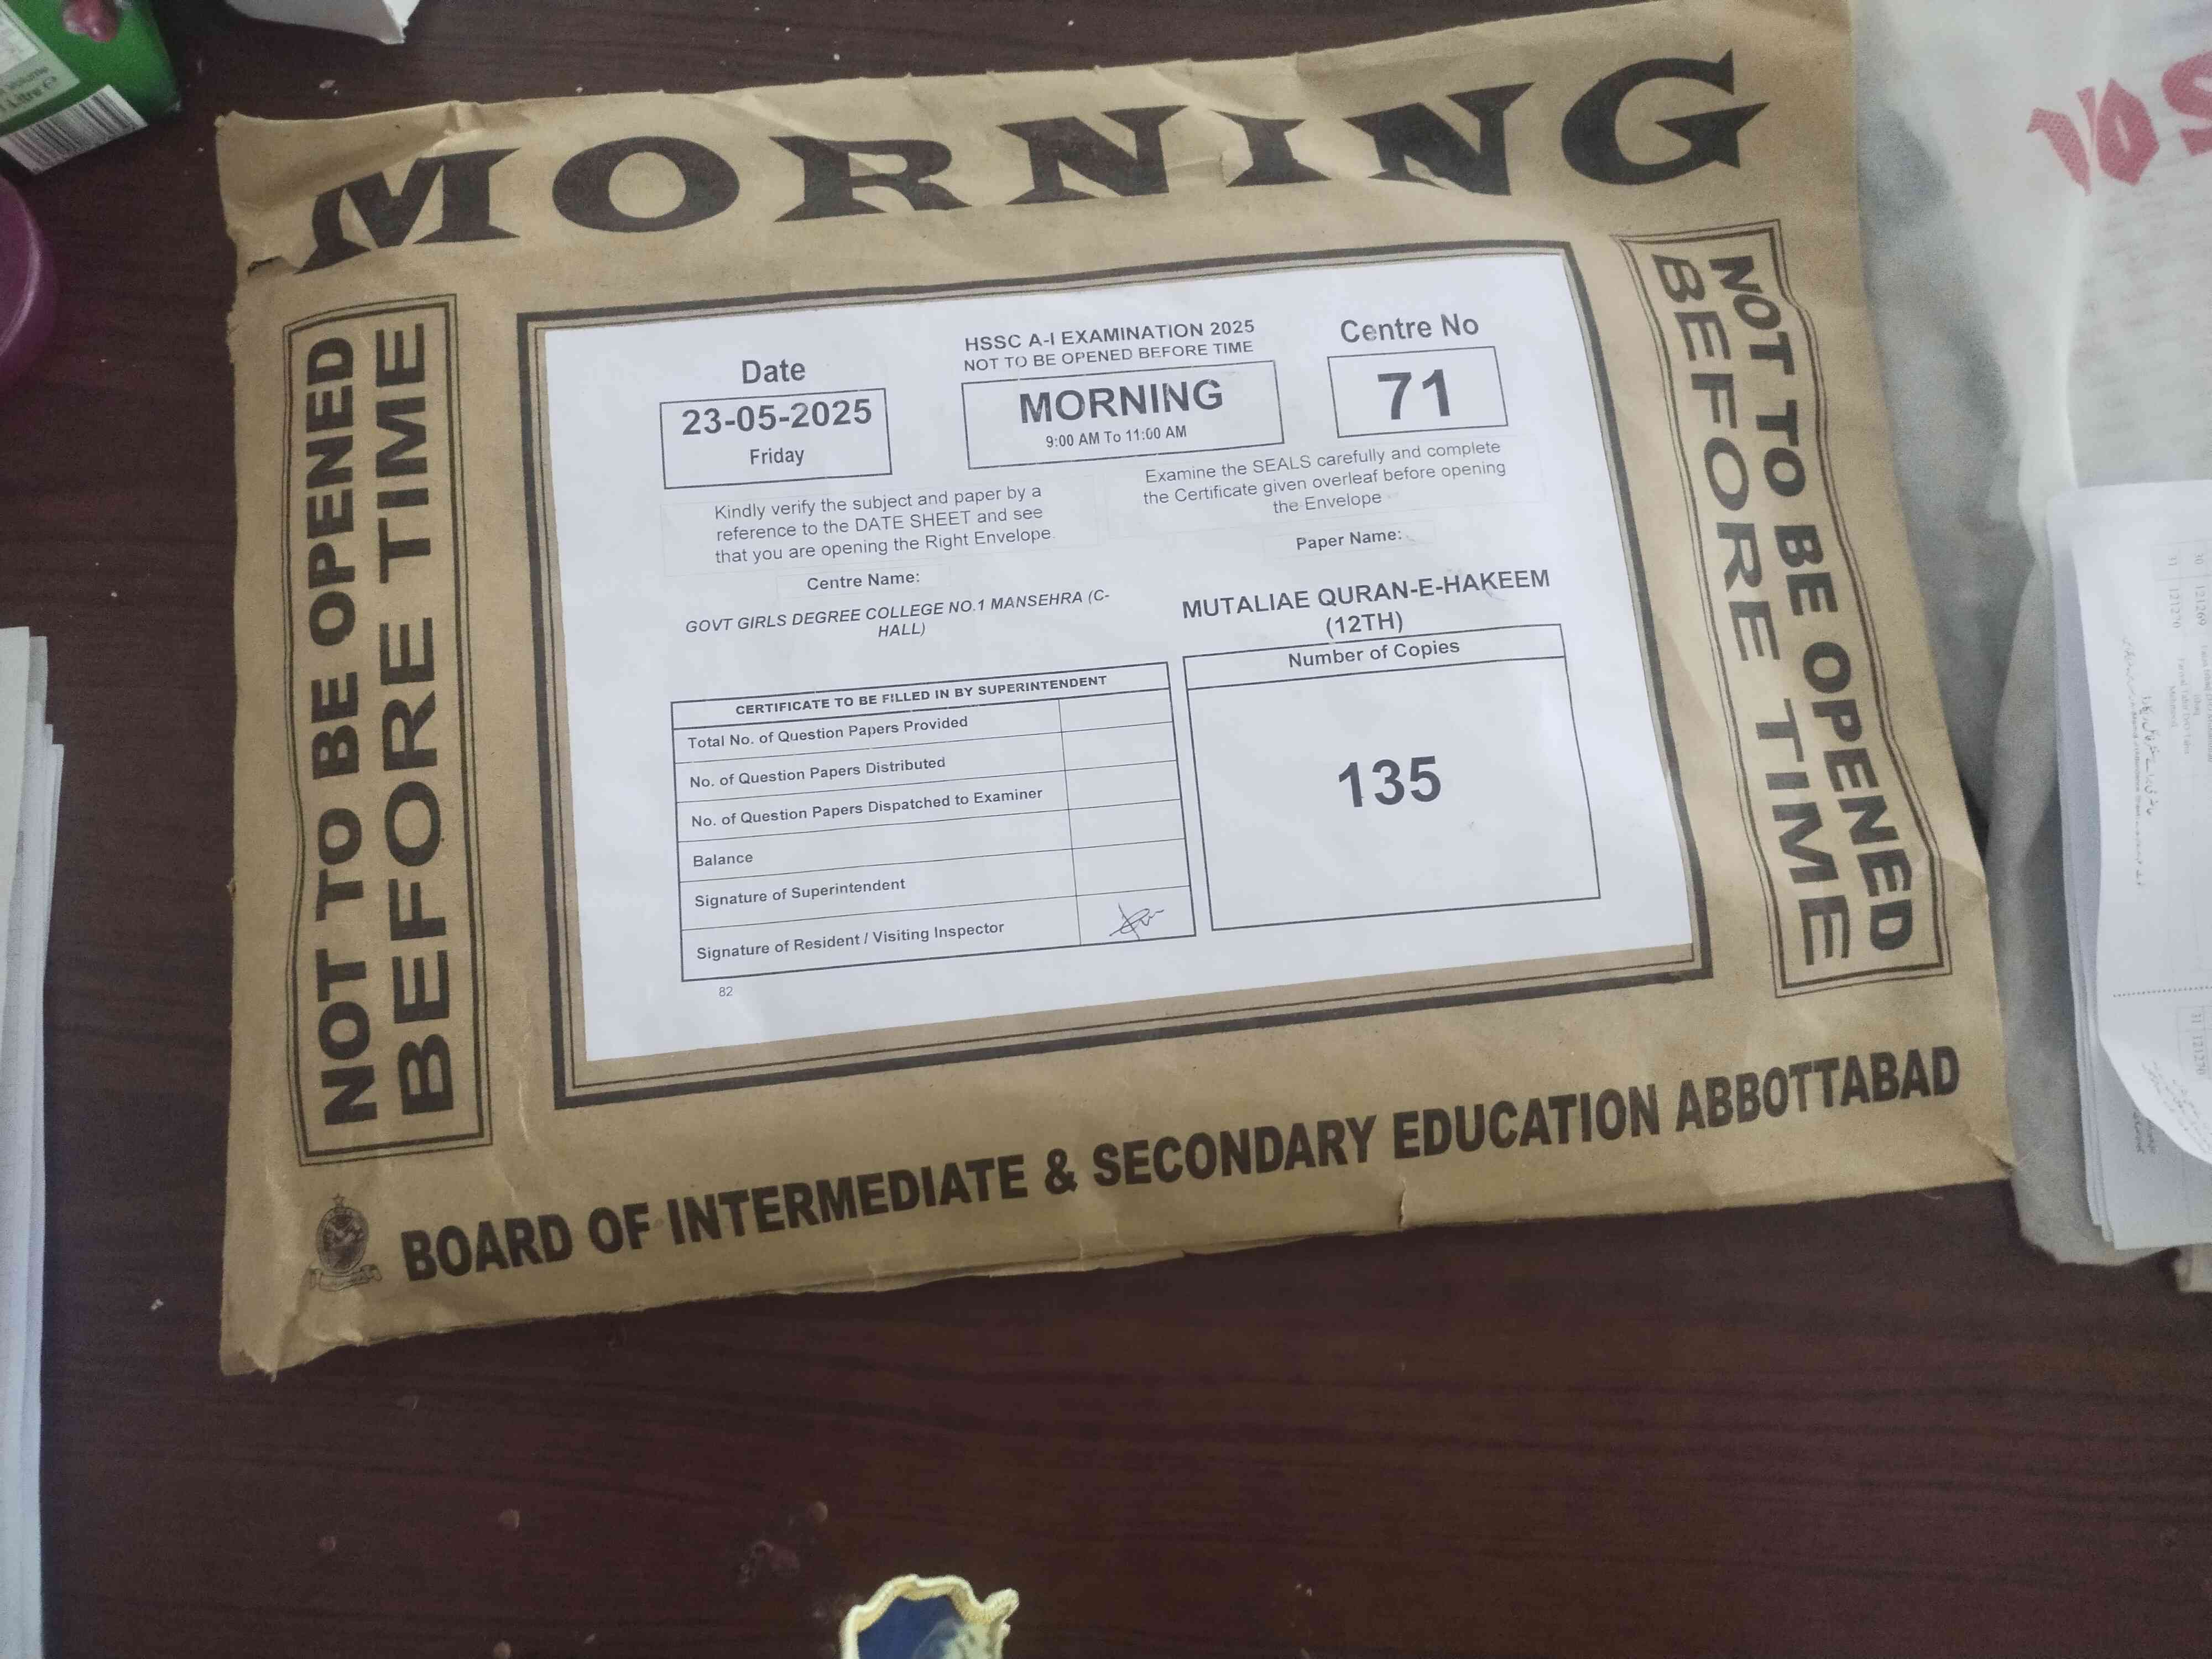 MORNING
NOT TO BE OPENED
BEFORE TIME
NOT TO BE OPENED
BEFORE TIME
HSSC A-I EXAMINATION 2025
NOT TO BE OPENED BEFORE TIME
Date
23-05-2025
Friday
MORNING
9:00 AM To 11:00 AM
Centre No
71
Kindly verify the subject and paper by a
reference to the DATE SHEET and see
that you are opening the Right Envelope.
Examine the SEALS carefully and complete
the Certificate given overleaf before opening
the Envelope
Centre Name:
GOVT GIRLS DEGREE COLLEGE NO.1 MANSEHRA (C-
HALL)
Paper Name:
MUTALIAE QURAN-E-HAKEEM
(12TH)
CERTIFICATE TO BE FILLED IN BY SUPERINTENDENT
Total No. of Question Papers Provided
No. of Question Papers Distributed
No. of Question Papers Dispatched to Examiner
Balance
Signature of Superintendent
Signature of Resident / Visiting Inspector
82
Number of Copies
135
BOARD OF INTERMEDIATE & SECONDARY EDUCATION ABBOTTABAD